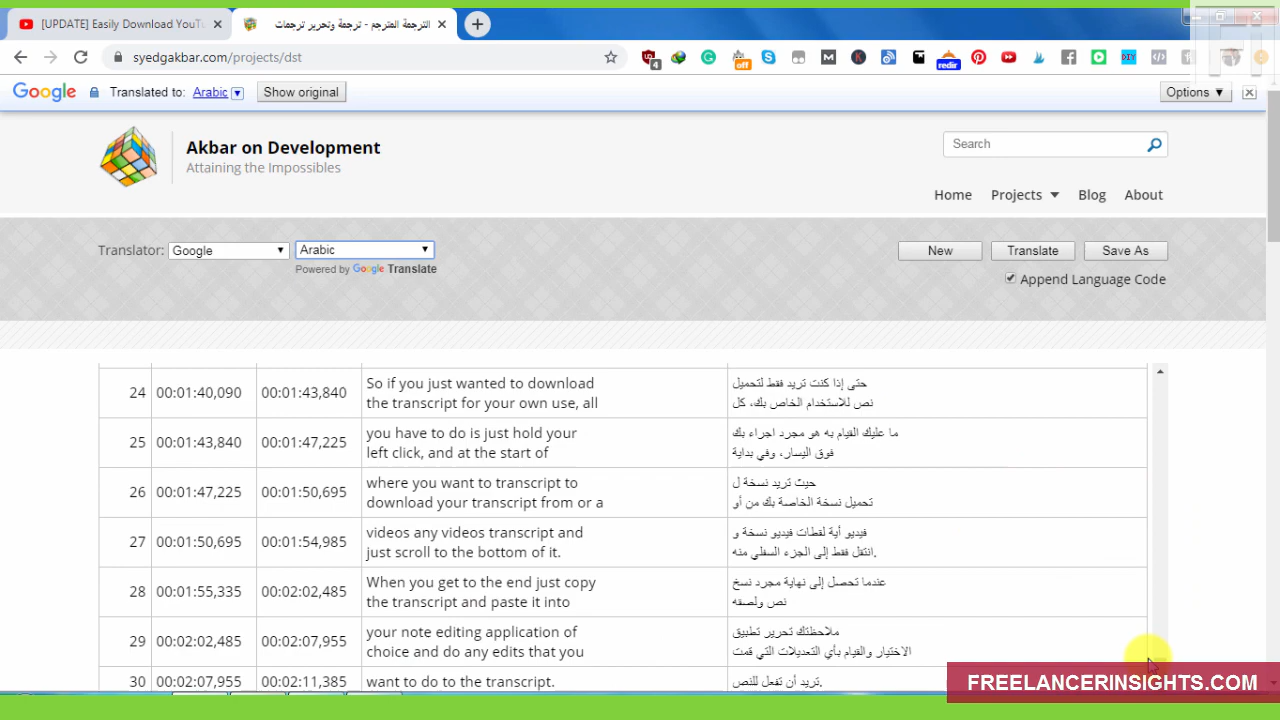 [UPDATE] Easily Download YouTu
الترجمة المترجم - ترجمة وتحرير ترجمات
syedgakbar.com/projects/dst
4
off
redir
DIY
Google Translated to: Arabic Show original
Options ▼
Akbar on Development
Attaining the Impossibles
Search
Home Projects Blog About
Translator: Google Arabic
Powered by Google Translate
New Translate Save As
Append Language Code
24 00:01:40,090 00:01:43,840
So if you just wanted to download
the transcript for your own use, all
حتى إذا كنت تريد فقط لتحميل
نص للاستخدام الخاص بك، كل
25 00:01:43,840 00:01:47,225
you have to do is just hold your
left click, and at the start of
ما عليك القيام به هو مجرد اجراء بك
فوق اليسار، وفي بداية
26 00:01:47,225 00:01:50,695
where you want to transcript to
download your transcript from or a
حيث تريد نسخة ل
تحميل نسخة الخاصة بك من أو
27 00:01:50,695 00:01:54,985
videos any videos transcript and
just scroll to the bottom of it.
فيديو أية لقطات فيديو نسخة و
انتقل فقط إلى الجزء السفلي منه.
28 00:01:55,335 00:02:02,485
When you get to the end just copy
the transcript and paste it into
عندما تحصل إلى نهاية مجرد نسخ
نص ولصقه
29 00:02:02,485 00:02:07,955
your note editing application of
choice and do any edits that you
ملاحظتك تحرير تطبيق
الاختيار والقيام بأي التعديلات التي قمت
30 00:02:07,955 00:02:11,385
want to do to the transcript.
تريد أن تفعل للنص.
FREELANCERINSIGHTS.COM